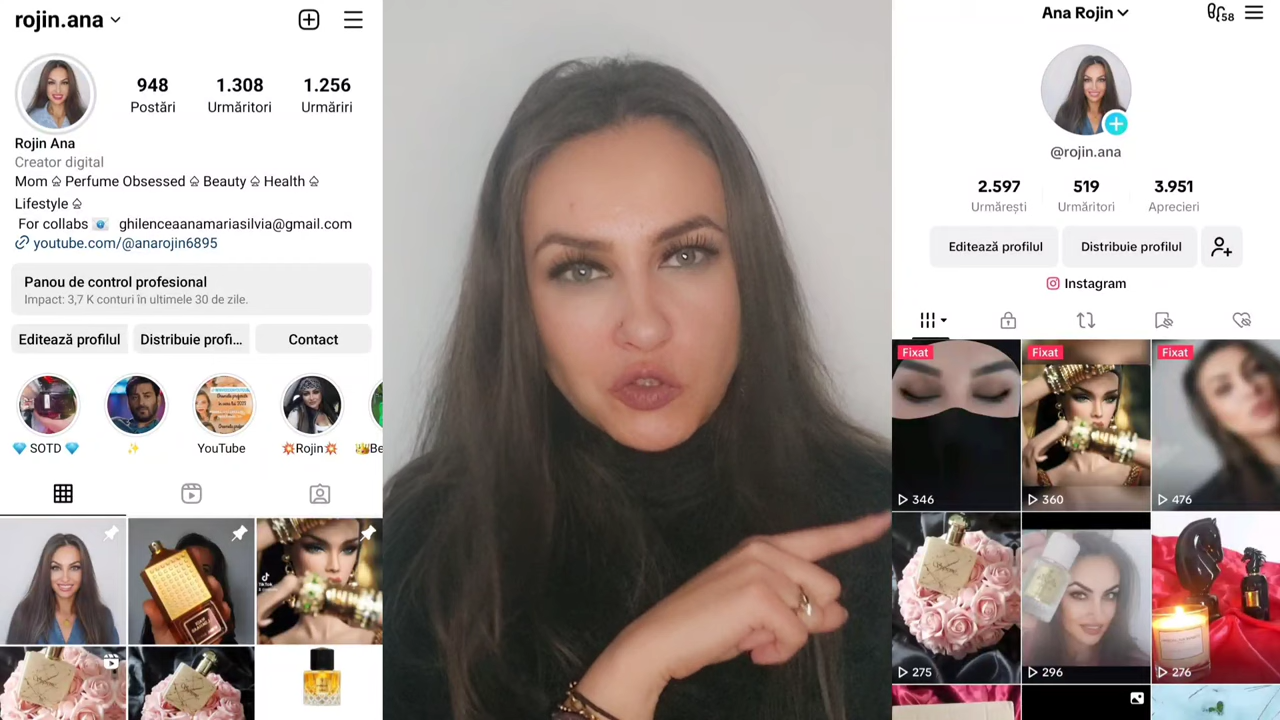 rojin.ana
948
1.308
1.256
Postări
Urmăritori
Urmăriri
Rojin Ana
Creator digital
Mom ♤ Perfume Obsessed ♤ Beauty ♤ Health ♤
Lifestyle ♤
For collabs 📧 ghilenceaanamariasilvia@gmail.com
youtube.com/@anarojin6895
Panou de control profesional
Impact: 3,7 K conturi în ultimele 30 de zile.
Editează profilul
Distribuie profi...
Contact
💎 SOTD 💎
✨
YouTube
💥Rojin💥
👑Be
Ana Rojin
58
@rojin.ana
2.597
519
3.951
Urmărești
Urmăritori
Aprecieri
Editează profilul
Distribuie profilul
Instagram
Fixat
Fixat
Fixat
346
360
476
275
296
276